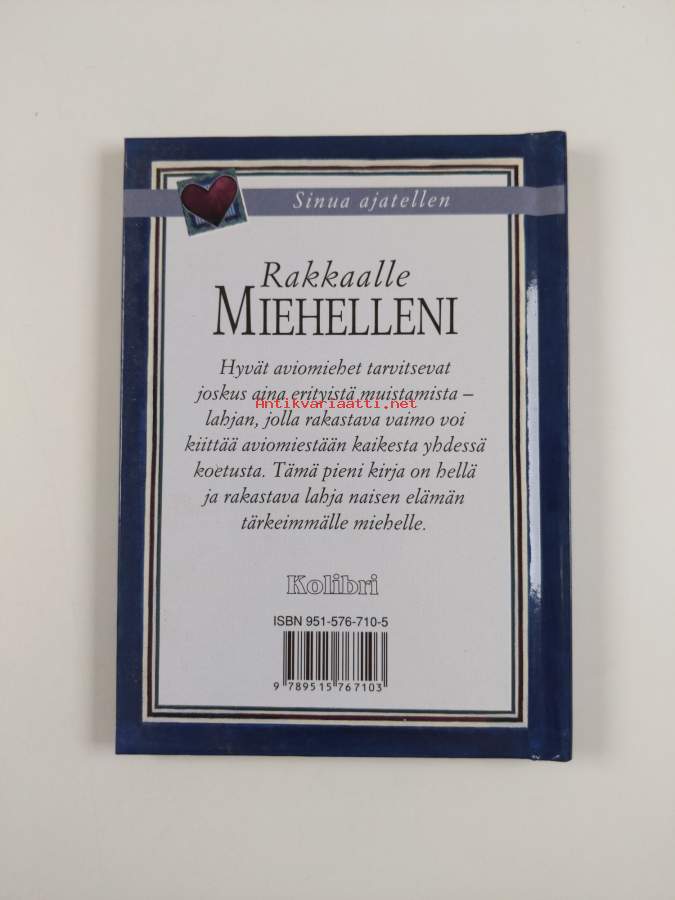 Sinua ajatellen
Rakkaalle
MIEHELLENI
Hyvät aviomiehet tarvitsevat
joskus aina erityistä muistamista –
Antikvariaatti.net
lahjan, jolla rakastava vaimo voi
kiittää aviomiestään kaikesta yhdessä
koetusta. Tämä pieni kirja on hellä
ja rakastava lahja naisen elämän
tärkeimmälle miehelle.
Kolibri
ISBN 951-576-710-5
9 789515 767103